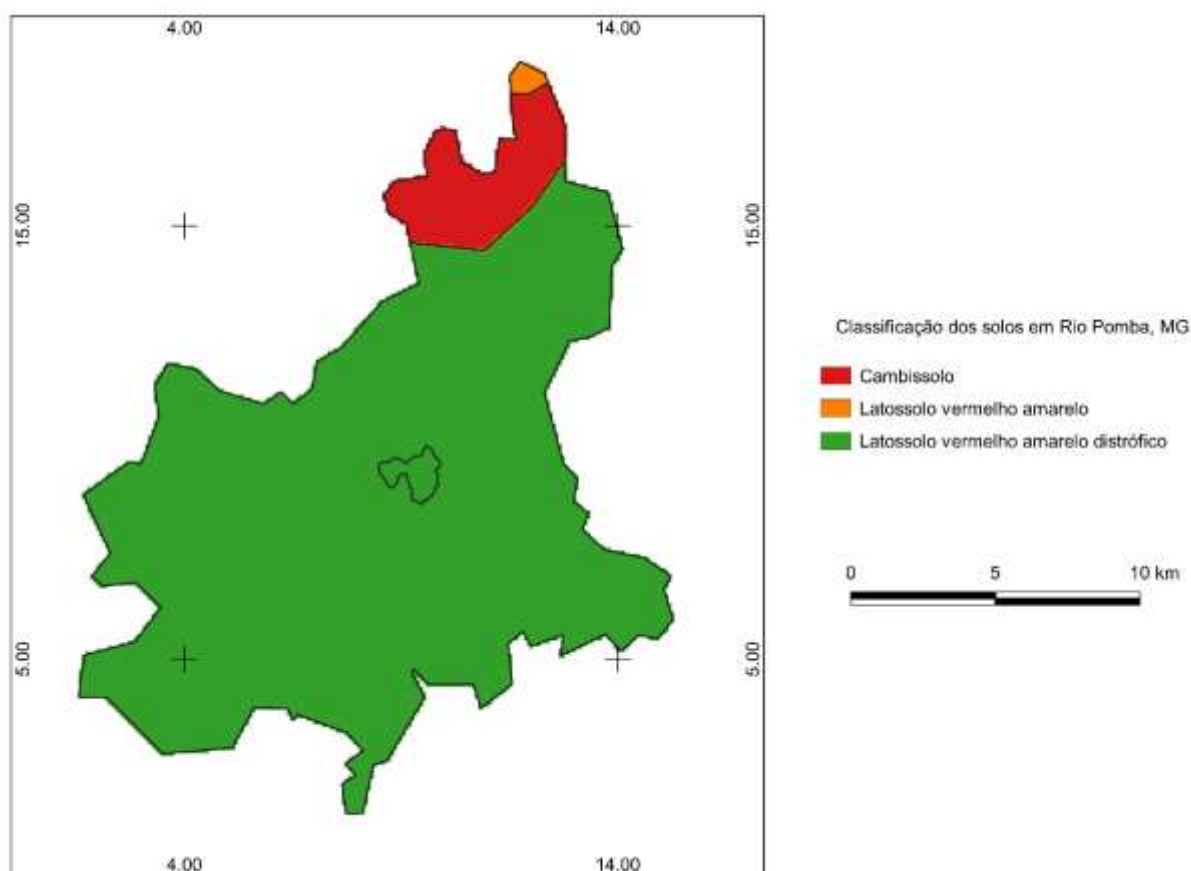 4.00 14.00
15.00 15.00
Classificação dos solos em Rio Pomba, MG
Cambissolo
Latossolo vermelho amarelo
Latossolo vermelho amarelo distrófico
0 5 10 km
5.00 5.00
4.00 14.00